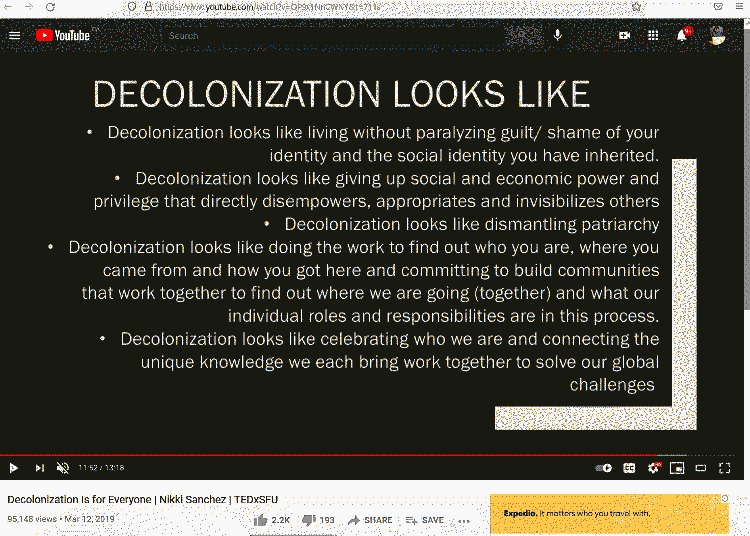 YouTube
Search
DECOLONIZATION LOOKS LIKE
• Decolonization looks like living without paralyzing guilt/ shame of your
identity and the social identity you have inherited.
• Decolonization looks like giving up social and economic power and
privilege that directly disempowers, appropriates and invisibilizes others
• Decolonization looks like dismantling patriarchy
• Decolonization looks like doing the work to find out who you are, where you
came from and how you got here and committing to build communities
that work together to find out where we are going (together) and what our
individual roles and responsibilities are in this process.
• Decolonization looks like celebrating who we are and connecting the
unique knowledge we each bring work together to solve our global
challenges
11:52 / 13:18
CC
Decolonization Is for Everyone | Nikki Sanchez | TEDxSFU
95,148 views • Mar 12, 2019
2.2K 193 SHARE SAVE
Expedia. It matters who you travel with.